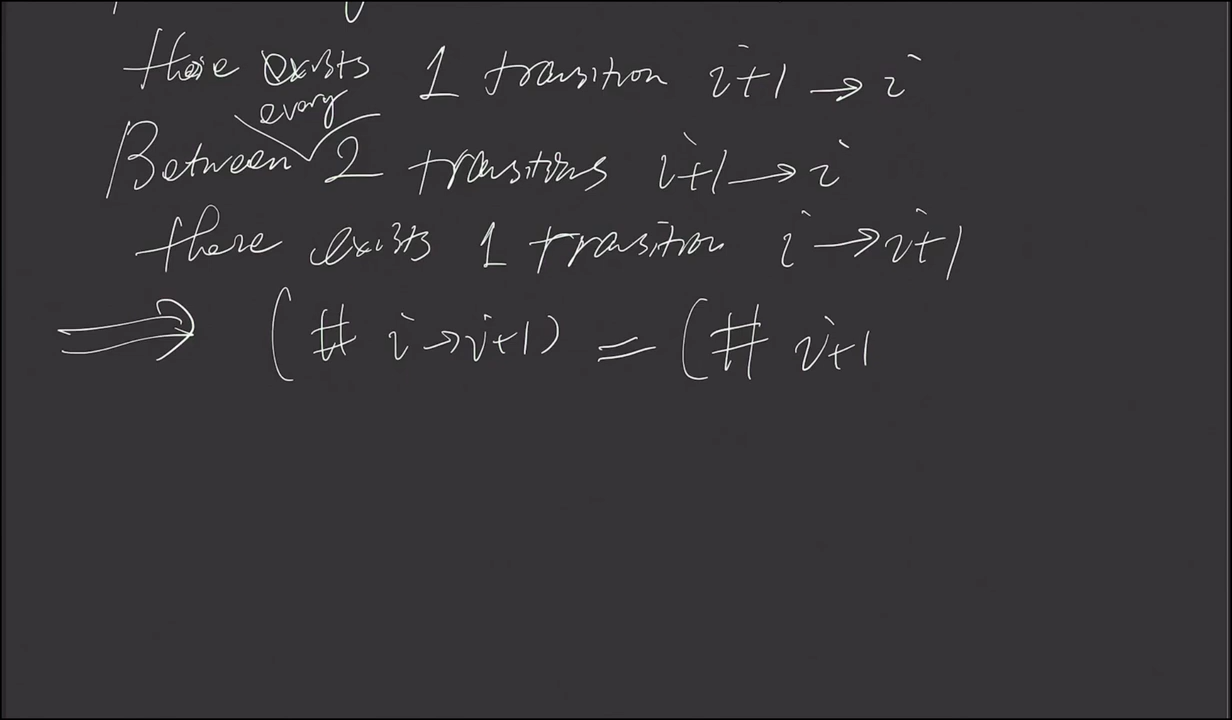 there exists 1 transition i+1 → i
every
Between 2 transitions i+1 → i
there exists 1 transition i → i+1
⟹ (# i → i+1) = (# i+1